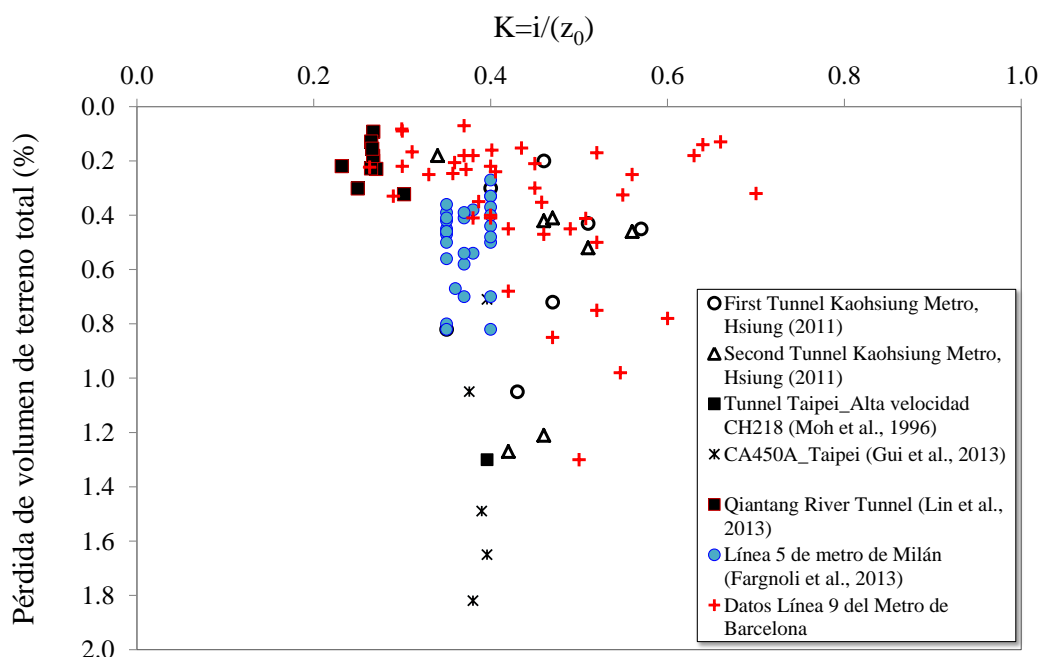 K=i/(z0)
0.0 0.2 0.4 0.6 0.8 1.0
0.0
0.2
0.4
0.6
0.8
1.0
1.2
1.4
1.6
1.8
2.0
Pérdida de volumen de terreno total (%)
First Tunnel Kaohsiung Metro,
Hsiung (2011)
Second Tunnel Kaohsiung Metro,
Hsiung (2011)
Tunnel Taipei_Alta velocidad
CH218 (Moh et al., 1996)
CA450A_Taipei (Gui et al., 2013)
Qiantang River Tunnel (Lin et al.,
2013)
Línea 5 de metro de Milán
(Fargnoli et al., 2013)
Datos Línea 9 del Metro de
Barcelona